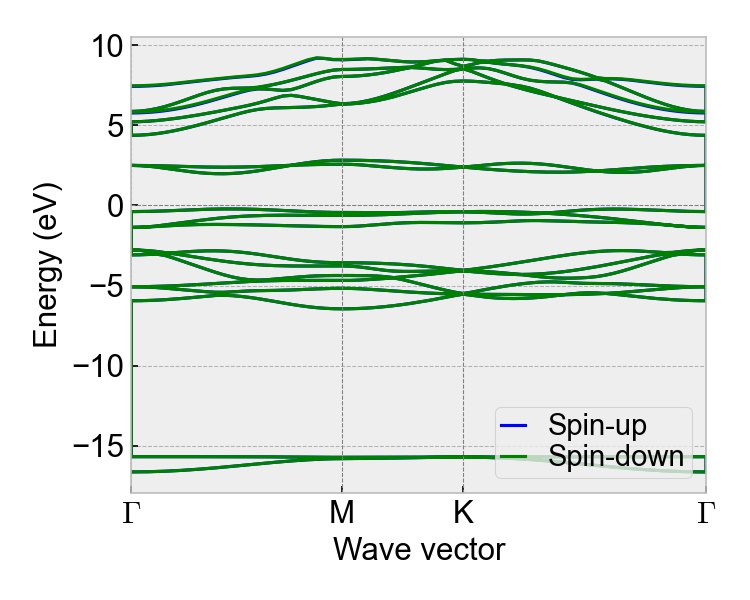 10
5
0
−5
−10
−15
Energy (eV)
Spin-up
Spin-down
Γ M K Γ
Wave vector